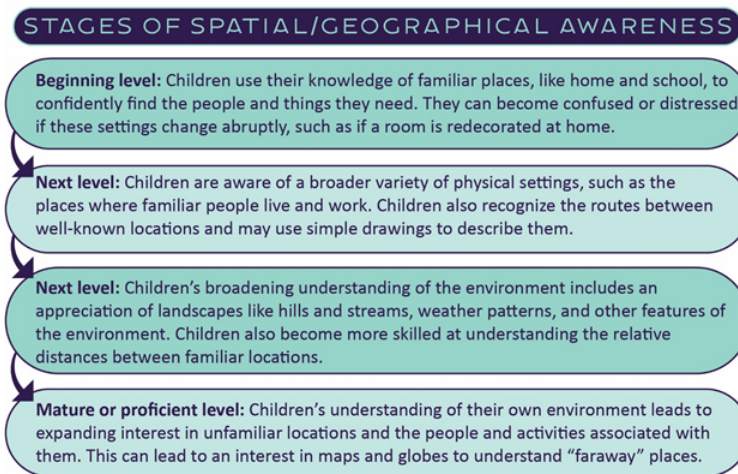 STAGES OF SPATIAL/GEOGRAPHICAL AWARENESS
Beginning level: Children use their knowledge of familiar places, like home and school, to
confidently find the people and things they need. They can become confused or distressed
if these settings change abruptly, such as if a room is redecorated at home.
Next level: Children are aware of a broader variety of physical settings, such as the
places where familiar people live and work. Children also recognize the routes between
well-known locations and may use simple drawings to describe them.
Next level: Children’s broadening understanding of the environment includes an
appreciation of landscapes like hills and streams, weather patterns, and other features of
the environment. Children also become more skilled at understanding the relative
distances between familiar locations.
Mature or proficient level: Children’s understanding of their own environment leads to
expanding interest in unfamiliar locations and the people and activities associated with
them. This can lead to an interest in maps and globes to understand “faraway” places.